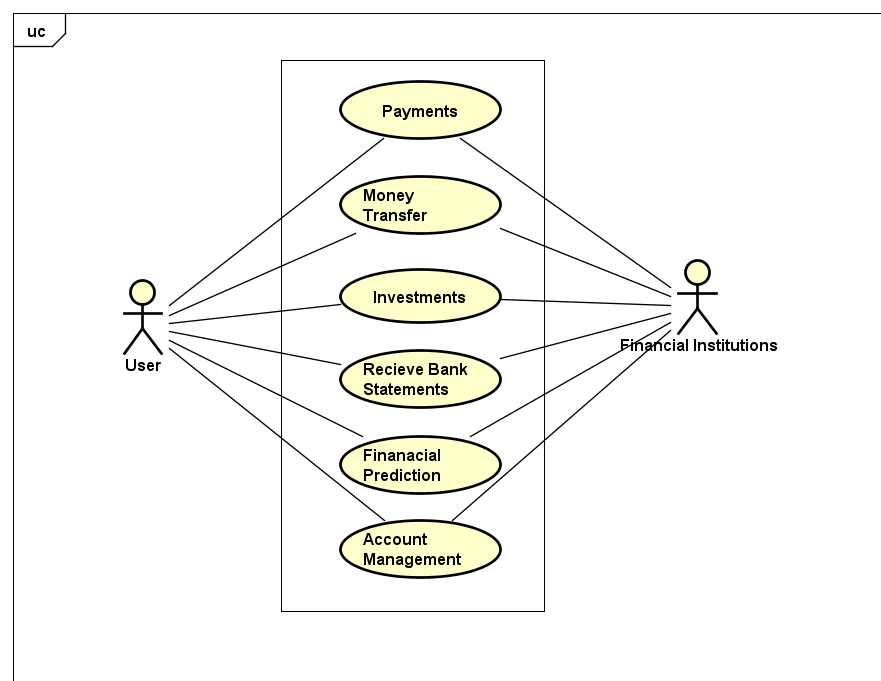 uc
Payments
Money
Transfer
Investments
Recieve Bank
Statements
Finanacial
Prediction
Account
Management
User
Financial Institutions